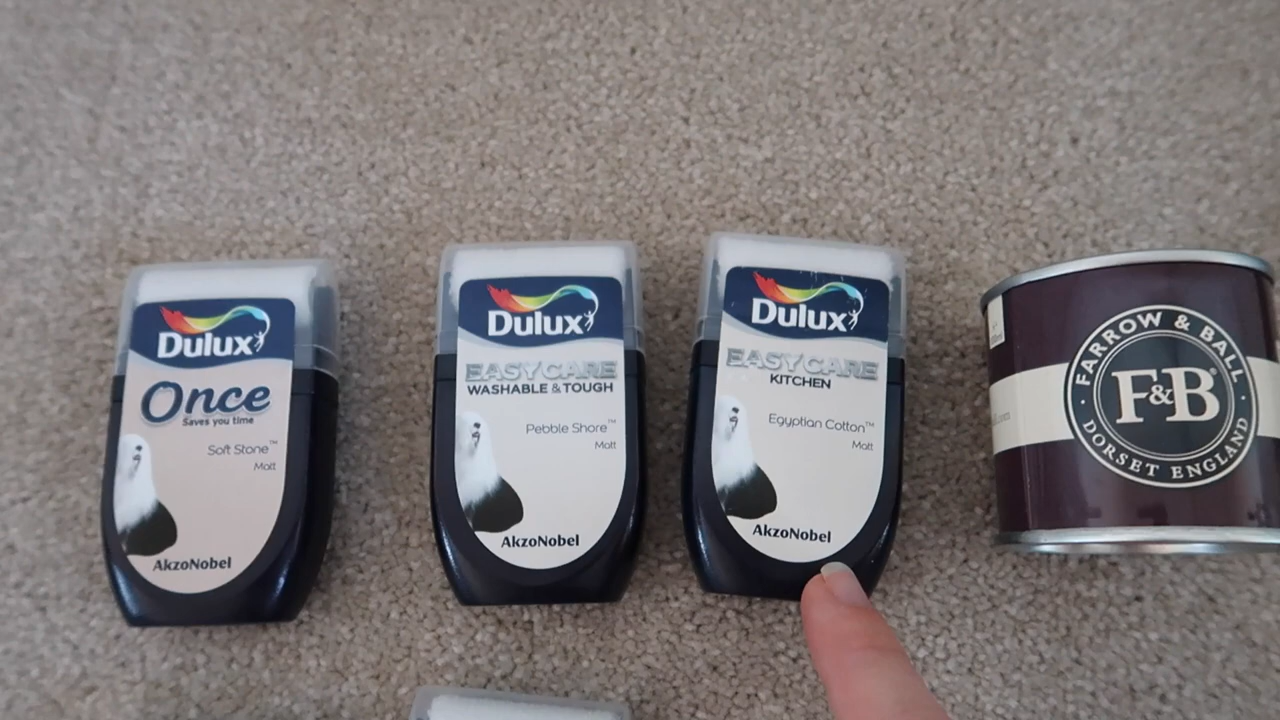 Dulux
Once
Saves you time
Soft Stone™
Matt
AkzoNobel
Dulux
EASYCARE
WASHABLE & TOUGH
Pebble Shore™
Matt
AkzoNobel
Dulux
EASYCARE
KITCHEN
Egyptian Cotton™
Matt
AkzoNobel
FARROW & BALL
F&B®
DORSET ENGLAND